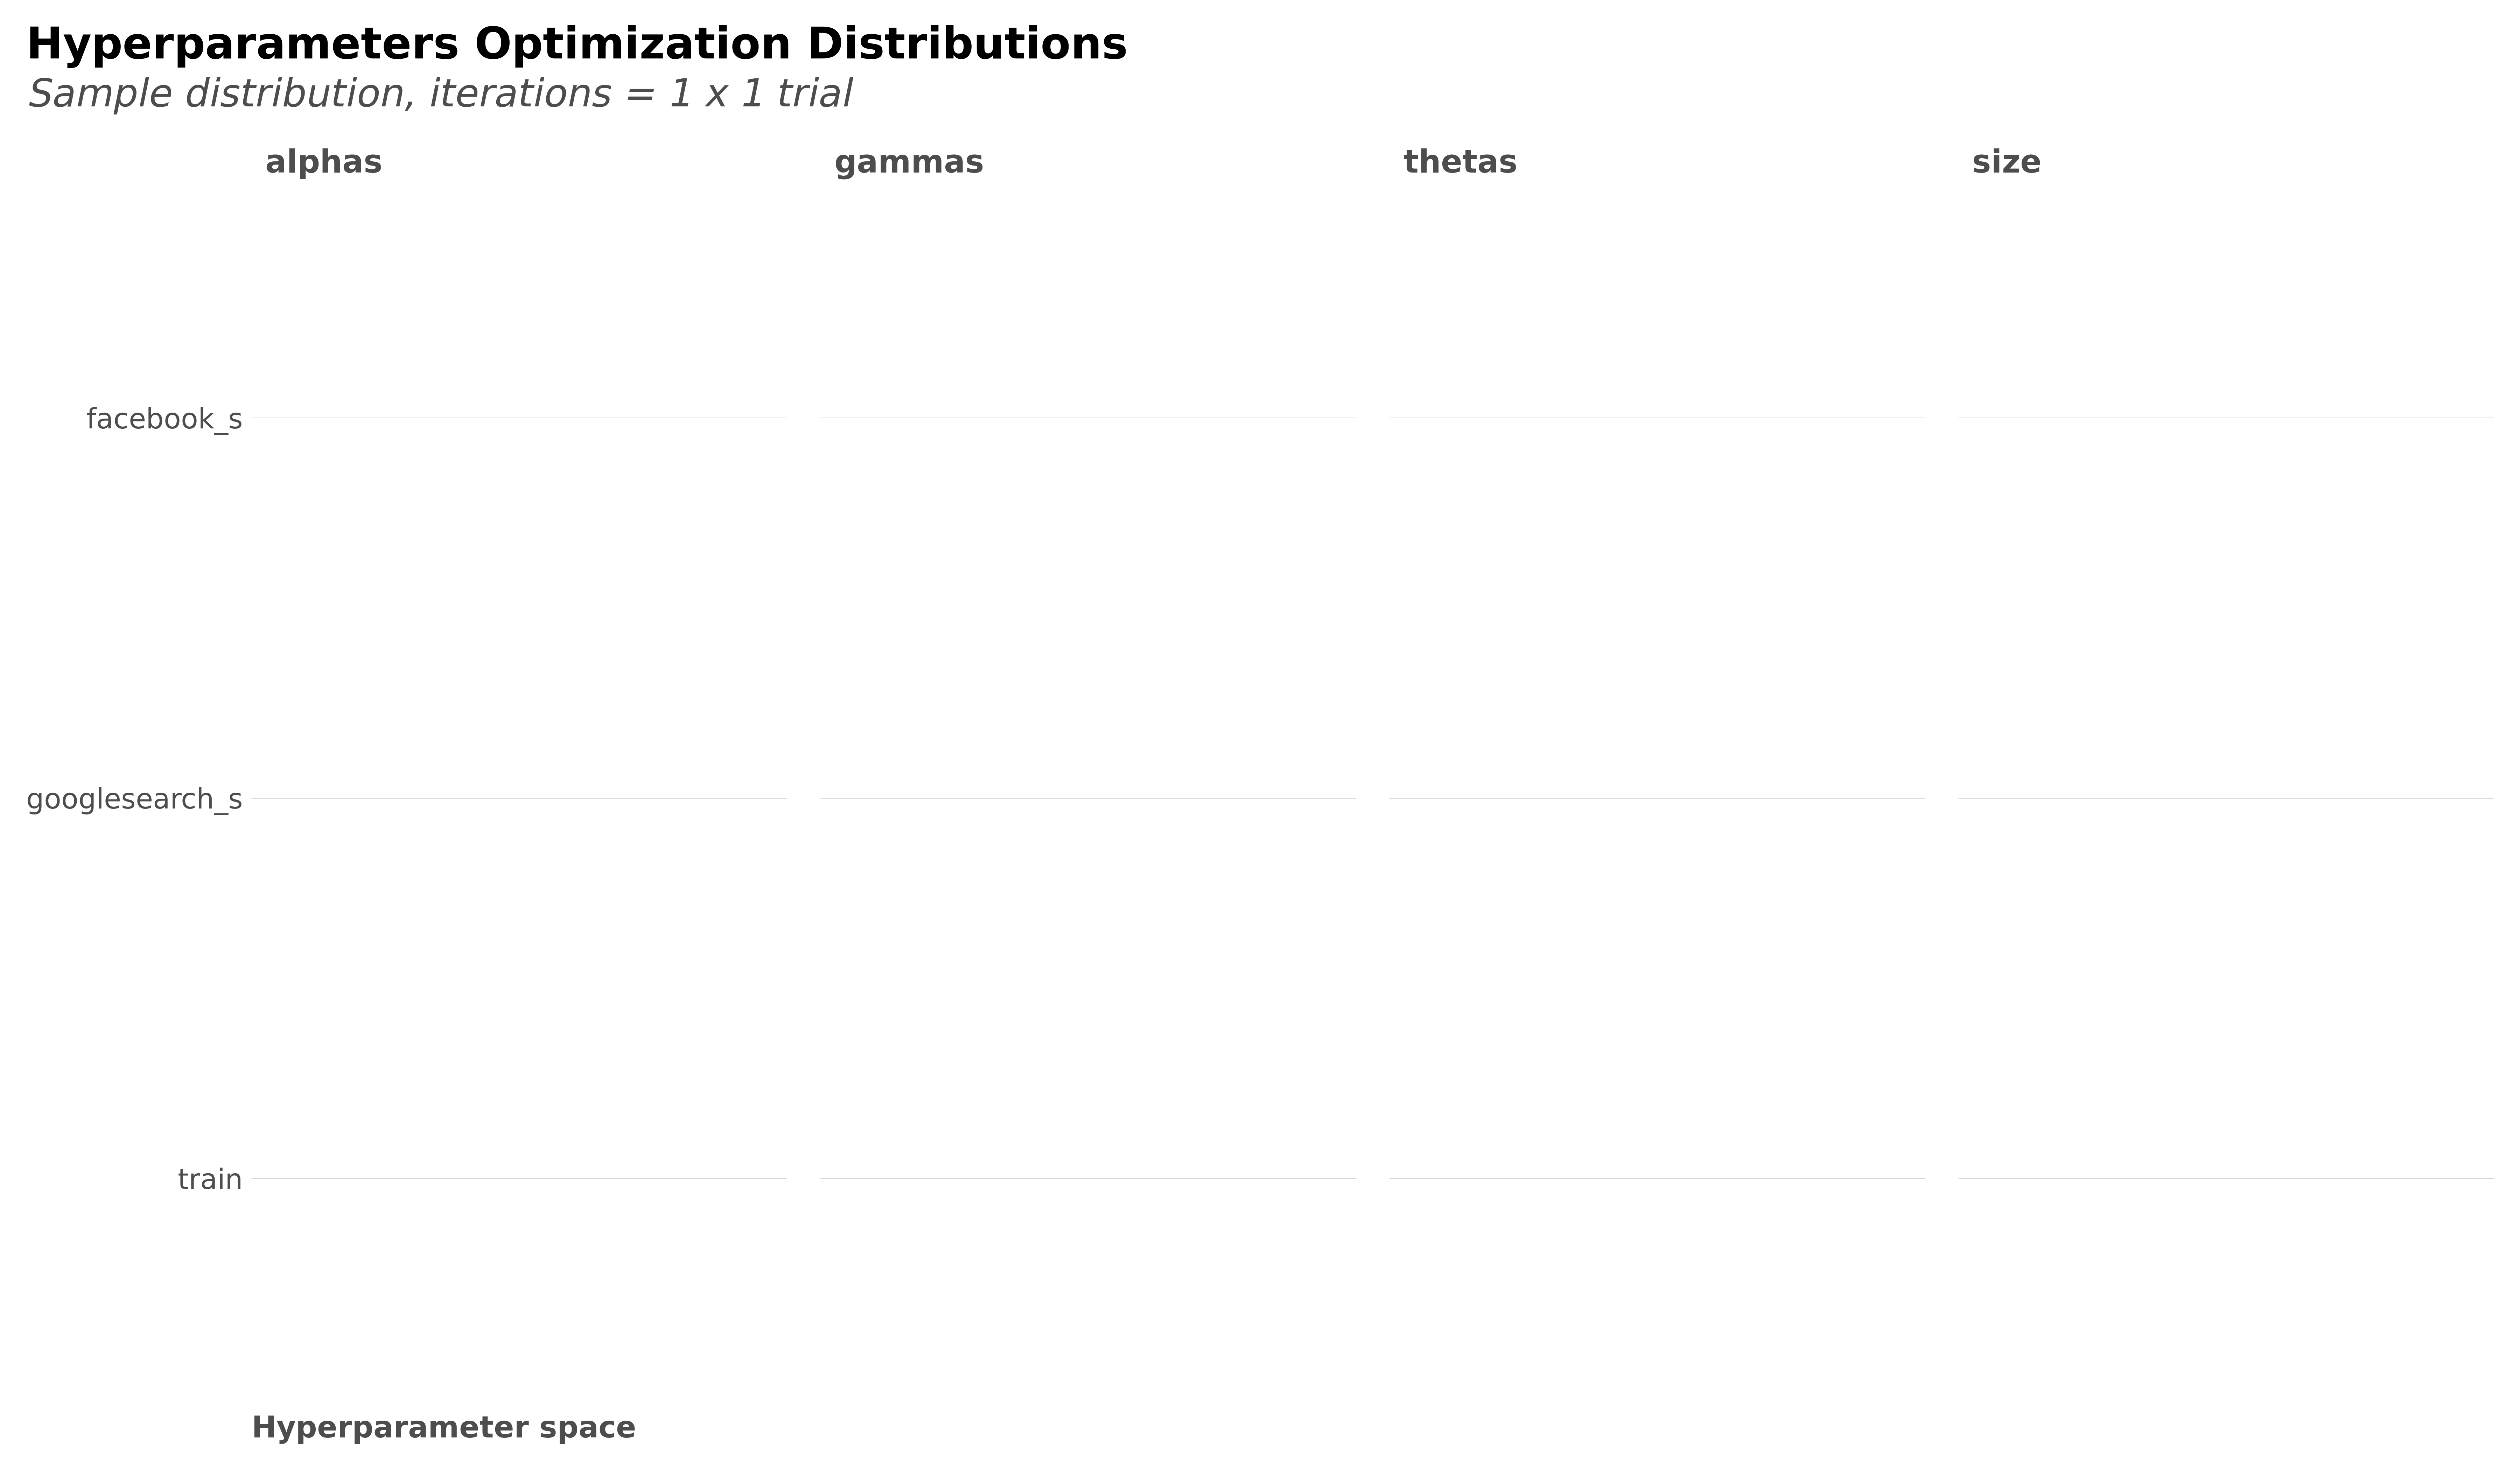 Hyperparameters Optimization Distributions
Sample distribution, iterations = 1 x 1 trial
alphas gammas thetas size
facebook_s
googlesearch_s
train
Hyperparameter space